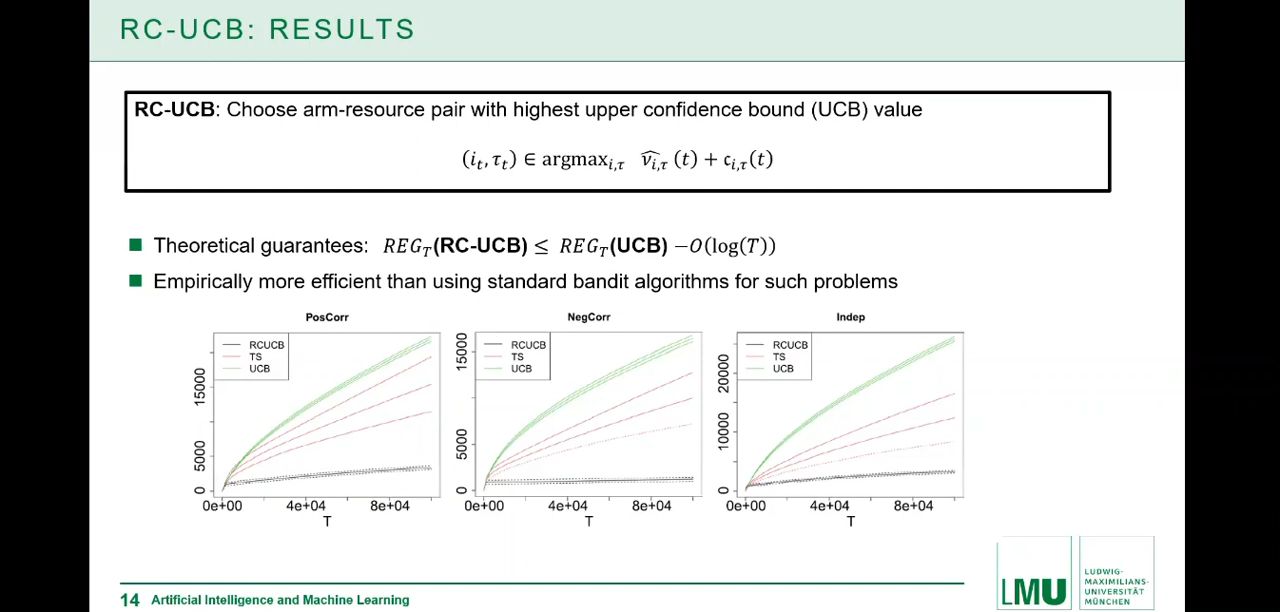 RC-UCB: RESULTS
RC-UCB: Choose arm-resource pair with highest upper confidence bound (UCB) value
(i_t, τ_t) ∈ argmax_{i,τ} ν̂_{i,τ} (t) + c_{i,τ}(t)
Theoretical guarantees: REG_T(RC-UCB) ≤ REG_T(UCB) −O(log(T))
Empirically more efficient than using standard bandit algorithms for such problems
PosCorr
RCUCB
TS
UCB
15000
5000
0
0e+00 4e+04 8e+04
T
NegCorr
RCUCB
TS
UCB
15000
5000
0
0e+00 4e+04 8e+04
T
Indep
RCUCB
TS
UCB
20000
10000
0
0e+00 4e+04 8e+04
T
14 Artificial Intelligence and Machine Learning
LMU
LUDWIG-
MAXIMILIANS-
UNIVERSITÄT
MÜNCHEN